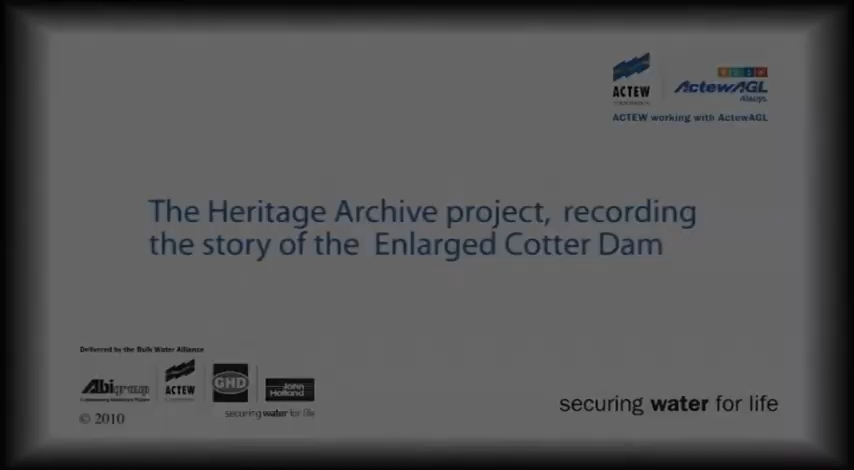 ACTEW
ActewAGL
Always.
ACTEW working with ActewAGL
The Heritage Archive project, recording
the story of the Enlarged Cotter Dam
Delivered by the Bulk Water Alliance
Abigroup
ACTEW
GHD
John
Holland
securing water for life
© 2010
securing water for life